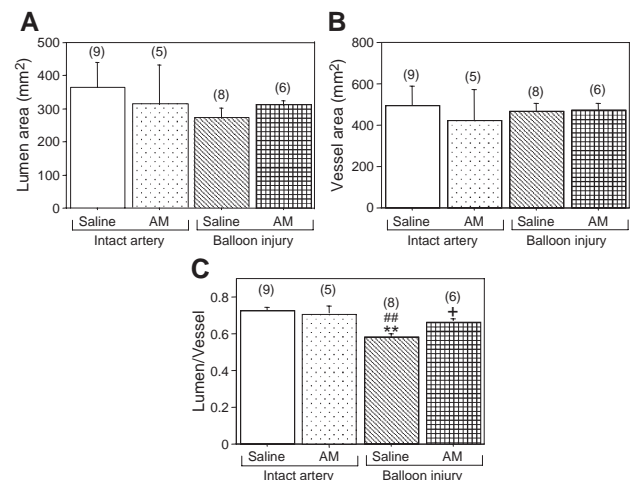 A
Lumen area (mm2)
500
400
300
200
100
0
(9)
(5)
(8)
(6)
Saline AM Saline AM
Intact artery Balloon injury
B
Vessel area (mm2)
800
600
400
200
0
(9)
(5)
(8)
(6)
Saline AM Saline AM
Intact artery Balloon injury
C
Lumen/Vessel
0.8
0.6
0.4
0.2
0
(9)
(5)
(8)
##
**
(6)
+
Saline AM Saline AM
Intact artery Balloon injury